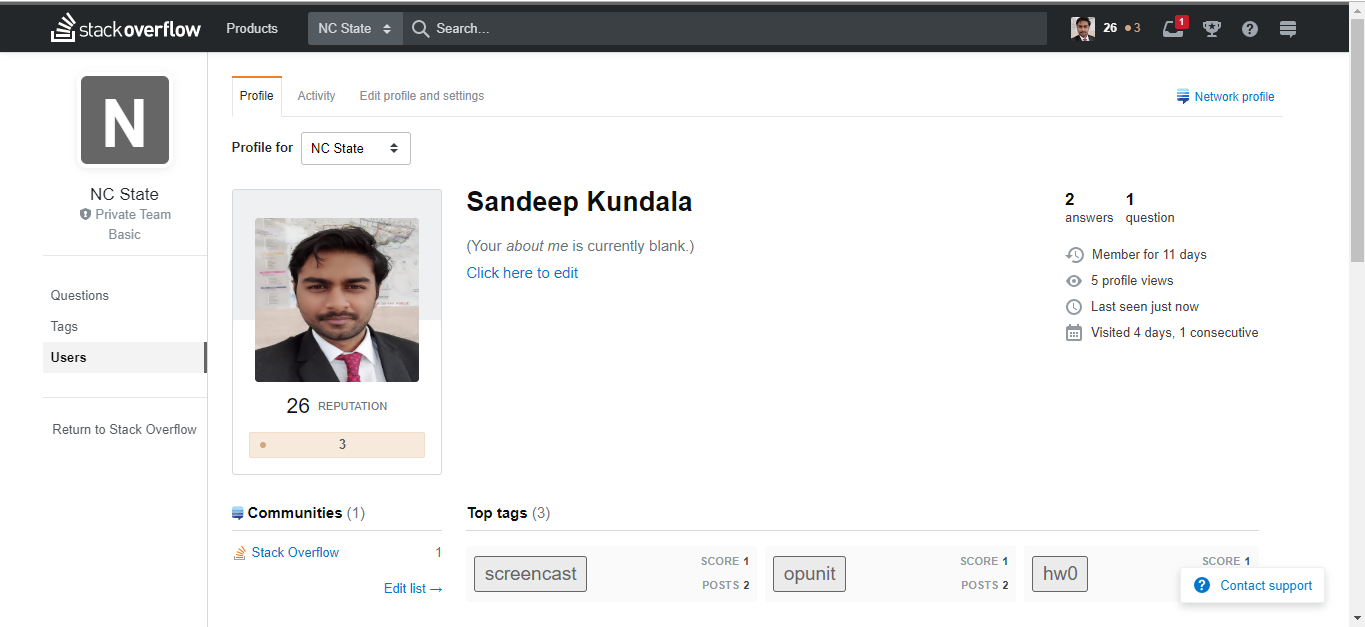 stackoverflow Products NC State Search... 26 3 1
N
NC State
Private Team
Basic
Questions
Tags
Users
Return to Stack Overflow
Profile Activity Edit profile and settings Network profile
Profile for NC State
26 REPUTATION
3
Sandeep Kundala
(Your about me is currently blank.)
Click here to edit
2 1
answers question
Member for 11 days
5 profile views
Last seen just now
Visited 4 days, 1 consecutive
Communities (1)
Stack Overflow 1
Edit list →
Top tags (3)
screencast SCORE 1 POSTS 2
opunit SCORE 1 POSTS 2
hw0 SCORE 1
Contact support